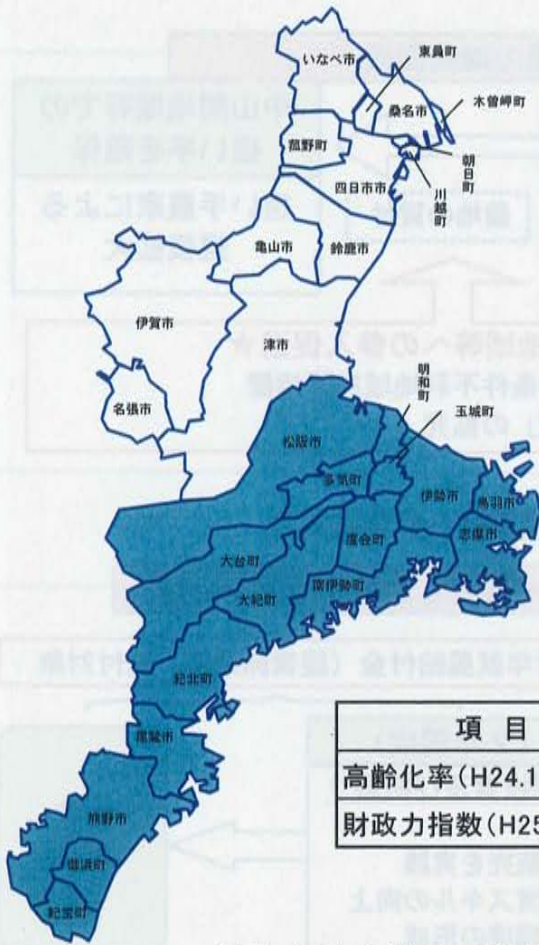 いなべ市
東員町
桑名市
木曽岬町
菰野町
朝日町
四日市市
川越町
亀山市
鈴鹿市
伊賀市
津市
名張市
明和町
玉城町
松阪市
多気町
伊勢市
鳥羽市
度会町
志摩市
大台町
大紀町
南伊勢町
紀北町
尾鷲市
熊野市
御浜町
紀宝町
項 目
高齢化率(H24.1
財政力指数(H25